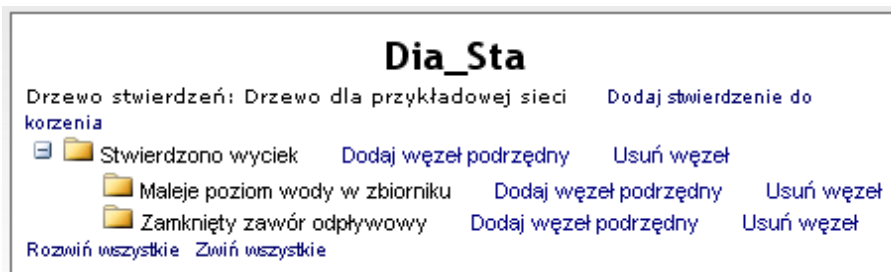 Dia_Sta
Drzewo stwierdzeń: Drzewo dla przykładowej sieci Dodaj stwierdzenie do
korzenia
Stwierdzono wyciek Dodaj węzeł podrzędny Usuń węzeł
Maleje poziom wody w zbiorniku Dodaj węzeł podrzędny Usuń węzeł
Zamknięty zawór odpływowy Dodaj węzeł podrzędny Usuń węzeł
Rozwiń wszystkie Zwiń wszystkie